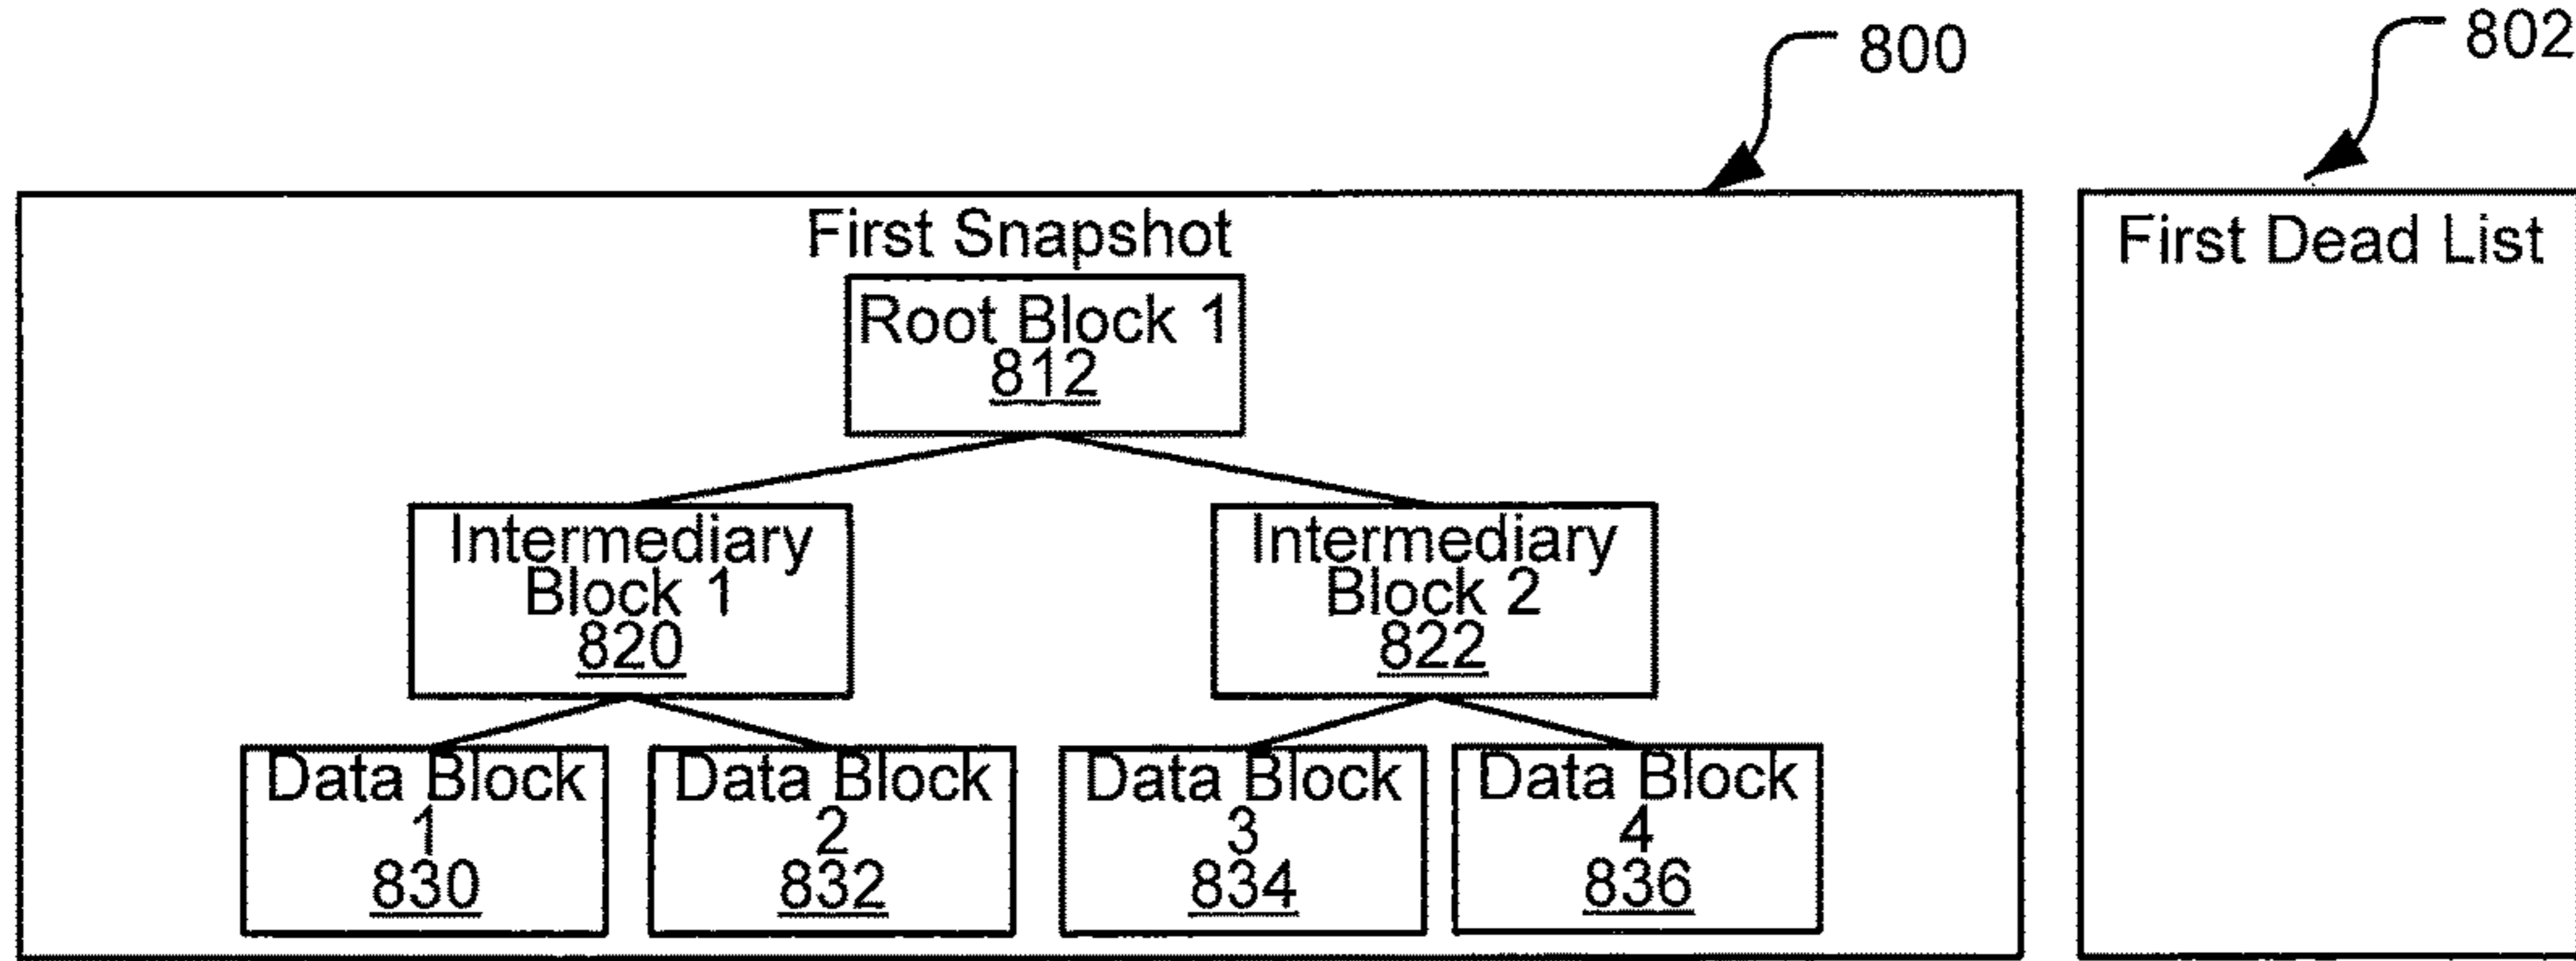 800
802
First Snapshot
First Dead List
Root Block 1
812
Intermediary
Block 1
820
Intermediary
Block 2
822
Data Block
1
830
Data Block
2
832
Data Block
3
834
Data Block
4
836